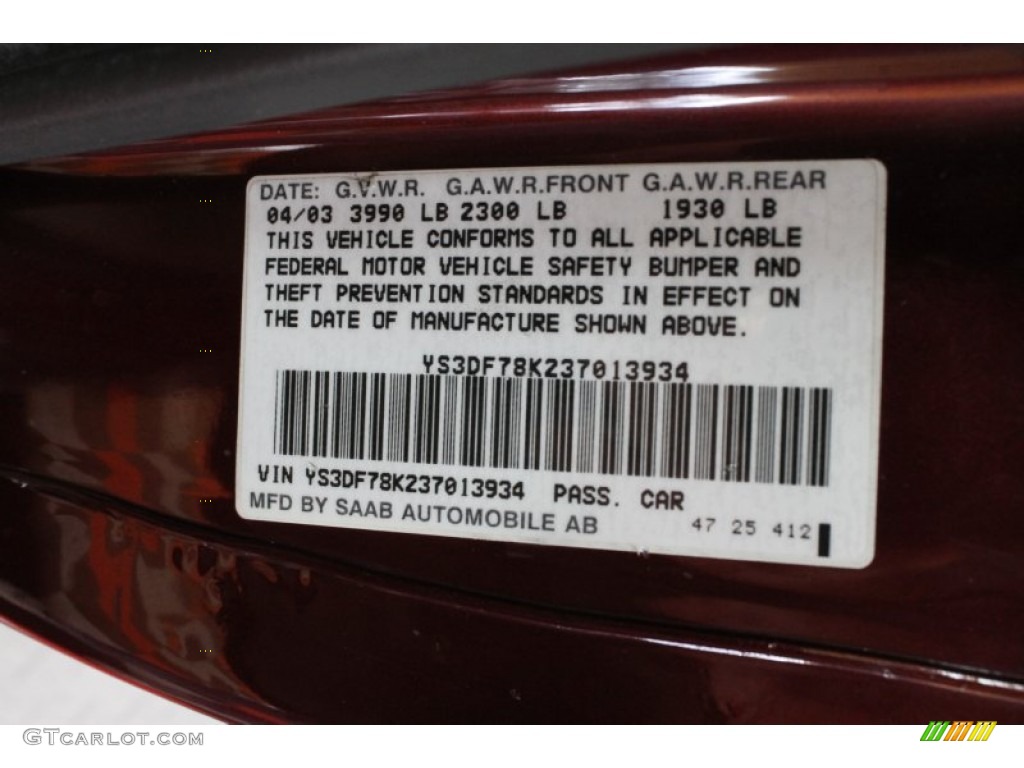 DATE: G.V.W.R. G.A.W.R.FRONT G.A.W.R.REAR
04/03 3990 LB 2300 LB 1930 LB
THIS VEHICLE CONFORMS TO ALL APPLICABLE
FEDERAL MOTOR VEHICLE SAFETY BUMPER AND
THEFT PREVENTION STANDARDS IN EFFECT ON
THE DATE OF MANUFACTURE SHOWN ABOVE.
YS3DF78K237013934
VIN YS3DF78K237013934 PASS. CAR
MFD BY SAAB AUTOMOBILE AB 47 25 412
GTCARLOT.COM